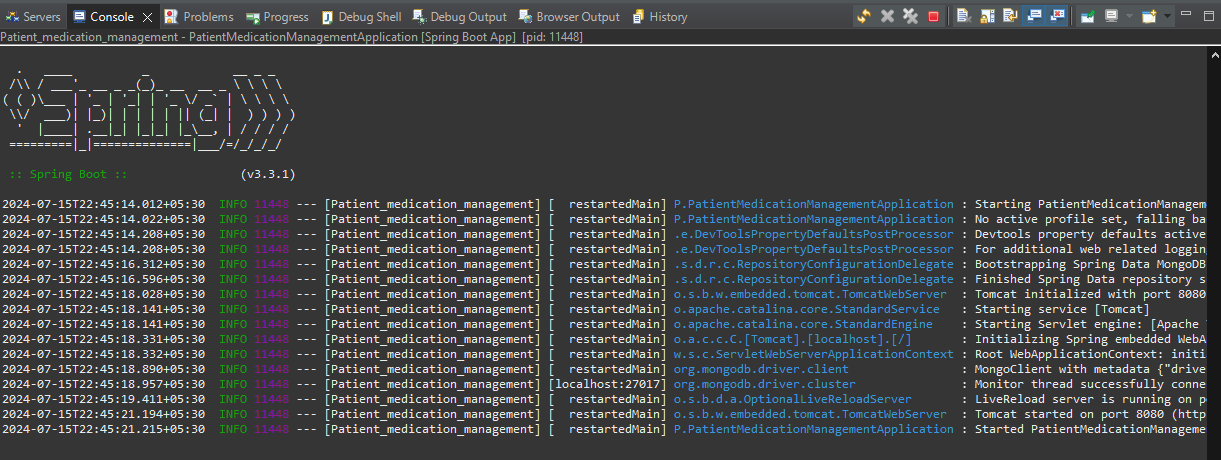 Servers Console Problems Progress Debug Shell Debug Output Browser Output History
Patient_medication_management - PatientMedicationManagementApplication [Spring Boot App] [pid: 11448]
  .   ____          _            __ _ _
 /\\ / ___'_ __ _ _(_)_ __  __ _ \ \ \ \
( ( )\___ | '_ | '_| | '_ \/ _` | \ \ \ \
 \\/  ___)| |_)| | | | | || (_| |  ) ) ) )
  '  |____| .__|_| |_|_| |_\__, | / / / /
 =========|_|==============|___/=/_/_/_/
:: Spring Boot :: (v3.3.1)
2024-07-15T22:45:14.012+05:30 INFO 11448 --- [Patient_medication_management] [ restartedMain] P.PatientMedicationManagementApplication : Starting PatientMedicationManagem
2024-07-15T22:45:14.022+05:30 INFO 11448 --- [Patient_medication_management] [ restartedMain] P.PatientMedicationManagementApplication : No active profile set, falling ba
2024-07-15T22:45:14.208+05:30 INFO 11448 --- [Patient_medication_management] [ restartedMain] .e.DevToolsPropertyDefaultsPostProcessor : Devtools property defaults active
2024-07-15T22:45:14.208+05:30 INFO 11448 --- [Patient_medication_management] [ restartedMain] .e.DevToolsPropertyDefaultsPostProcessor : For additional web related loggin
2024-07-15T22:45:16.312+05:30 INFO 11448 --- [Patient_medication_management] [ restartedMain] .s.d.r.c.RepositoryConfigurationDelegate : Bootstrapping Spring Data MongoDB
2024-07-15T22:45:16.596+05:30 INFO 11448 --- [Patient_medication_management] [ restartedMain] .s.d.r.c.RepositoryConfigurationDelegate : Finished Spring Data repository s
2024-07-15T22:45:18.028+05:30 INFO 11448 --- [Patient_medication_management] [ restartedMain] o.s.b.w.embedded.tomcat.TomcatWebServer : Tomcat initialized with port 8080
2024-07-15T22:45:18.141+05:30 INFO 11448 --- [Patient_medication_management] [ restartedMain] o.apache.catalina.core.StandardService : Starting service [Tomcat]
2024-07-15T22:45:18.141+05:30 INFO 11448 --- [Patient_medication_management] [ restartedMain] o.apache.catalina.core.StandardEngine : Starting Servlet engine: [Apache
2024-07-15T22:45:18.331+05:30 INFO 11448 --- [Patient_medication_management] [ restartedMain] o.a.c.c.C.[Tomcat].[localhost].[/] : Initializing Spring embedded WebA
2024-07-15T22:45:18.332+05:30 INFO 11448 --- [Patient_medication_management] [ restartedMain] w.s.c.ServletWebServerApplicationContext : Root WebApplicationContext: initi
2024-07-15T22:45:18.890+05:30 INFO 11448 --- [Patient_medication_management] [ restartedMain] org.mongodb.driver.client : MongoClient with metadata {"drive
2024-07-15T22:45:18.957+05:30 INFO 11448 --- [Patient_medication_management] [localhost:27017] org.mongodb.driver.cluster : Monitor thread successfully conne
2024-07-15T22:45:19.411+05:30 INFO 11448 --- [Patient_medication_management] [ restartedMain] o.s.b.d.a.OptionalLiveReloadServer : LiveReload server is running on p
2024-07-15T22:45:21.194+05:30 INFO 11448 --- [Patient_medication_management] [ restartedMain] o.s.b.w.embedded.tomcat.TomcatWebServer : Tomcat started on port 8080 (http
2024-07-15T22:45:21.215+05:30 INFO 11448 --- [Patient_medication_management] [ restartedMain] P.PatientMedicationManagementApplication : Started PatientMedicationManageme